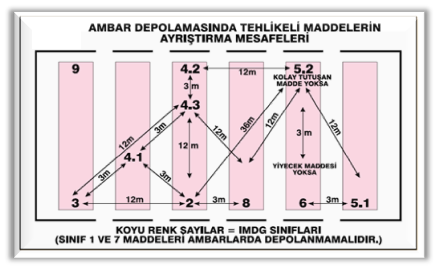 AMBAR DEPOLAMASINDA TEHLİKELİ MADDELERİN
AYRIŞTIRMA MESAFELERİ
9
4.2
12m
5.2
KOLAY TUTUŞAN
MADDE YOKSA
3 m
4.3
12m
3m
36m
12m
12m
12m
3 m
12 m
4.1
3m
3m
YİYECEK MADDESİ
YOKSA
3
12m
2
3m
8
6
3m
5.1
KOYU RENK SAYILAR = IMDG SINIFLARI
(SINIF 1 VE 7 MADDELERİ AMBARLARDA DEPOLANMAMALIDIR.)